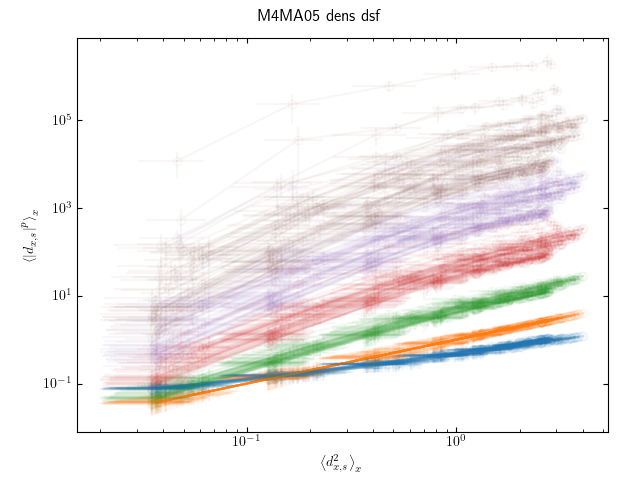 M4MA05 dens dsf
⟨|d_{x,s}|^p⟩_x
10^5
10^3
10^1
10^{-1}
10^{-1} 10^0
⟨d_{x,s}^2⟩_x